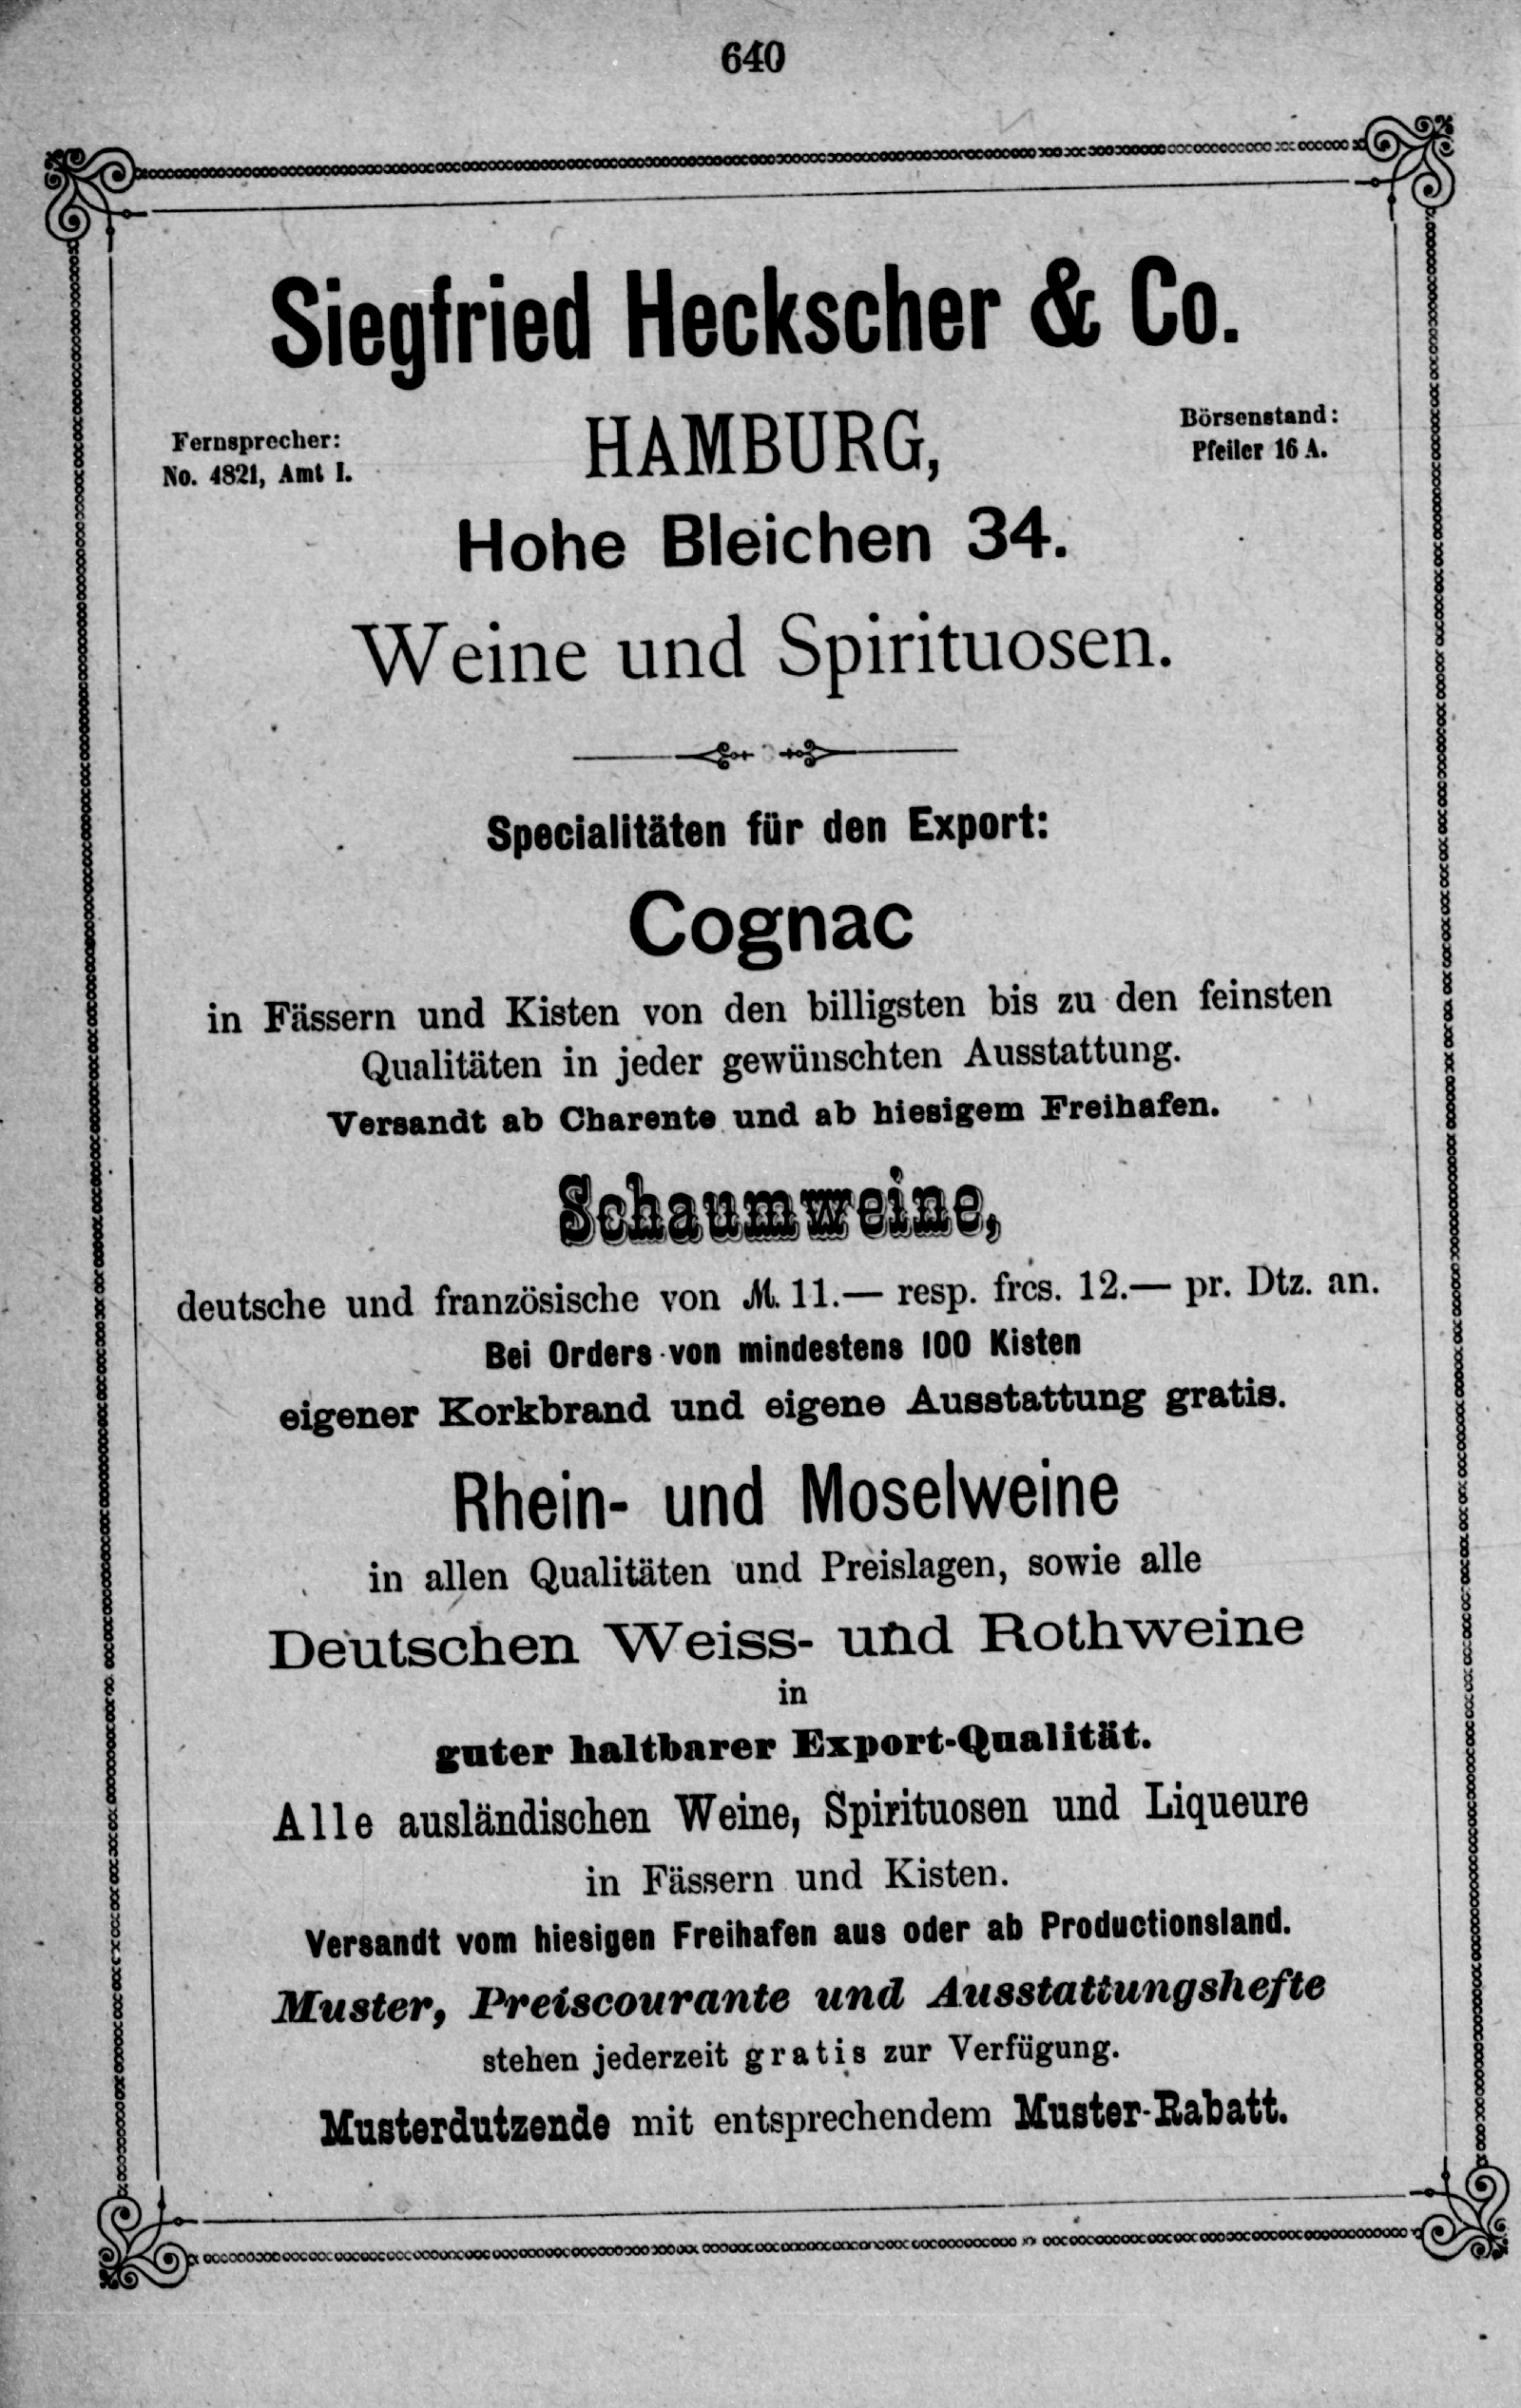 640
Siegfried Heckscher & Co.
Fernsprecher:
No. 4821, Amt I.
HAMBURG,
Börsenstand:
Pfeiler 16 A.
Hohe Bleichen 34.
Weine und Spirituosen.
Specialitäten für den Export:
Cognac
in Fässern und Kisten von den billigsten bis zu den feinsten
Qualitäten in jeder gewünschten Ausstattung.
Versandt ab Charente und ab hiesigem Freihafen.
Schaumweine,
deutsche und französische von M. 11.— resp. frcs. 12.— pr. Dtz. an.
Bei Orders von mindestens 100 Kisten
eigener Korkbrand und eigene Ausstattung gratis.
Rhein- und Moselweine
in allen Qualitäten und Preislagen, sowie alle
Deutschen Weiss- und Rothweine
in
guter haltbarer Export-Qualität.
Alle ausländischen Weine, Spirituosen und Liqueure
in Fässern und Kisten.
Versandt vom hiesigen Freihafen aus oder ab Productionsland.
Muster, Preiscourante und Ausstattungshefte
stehen jederzeit gratis zur Verfügung.
Musterdutzende mit entsprechendem Muster-Rabatt.